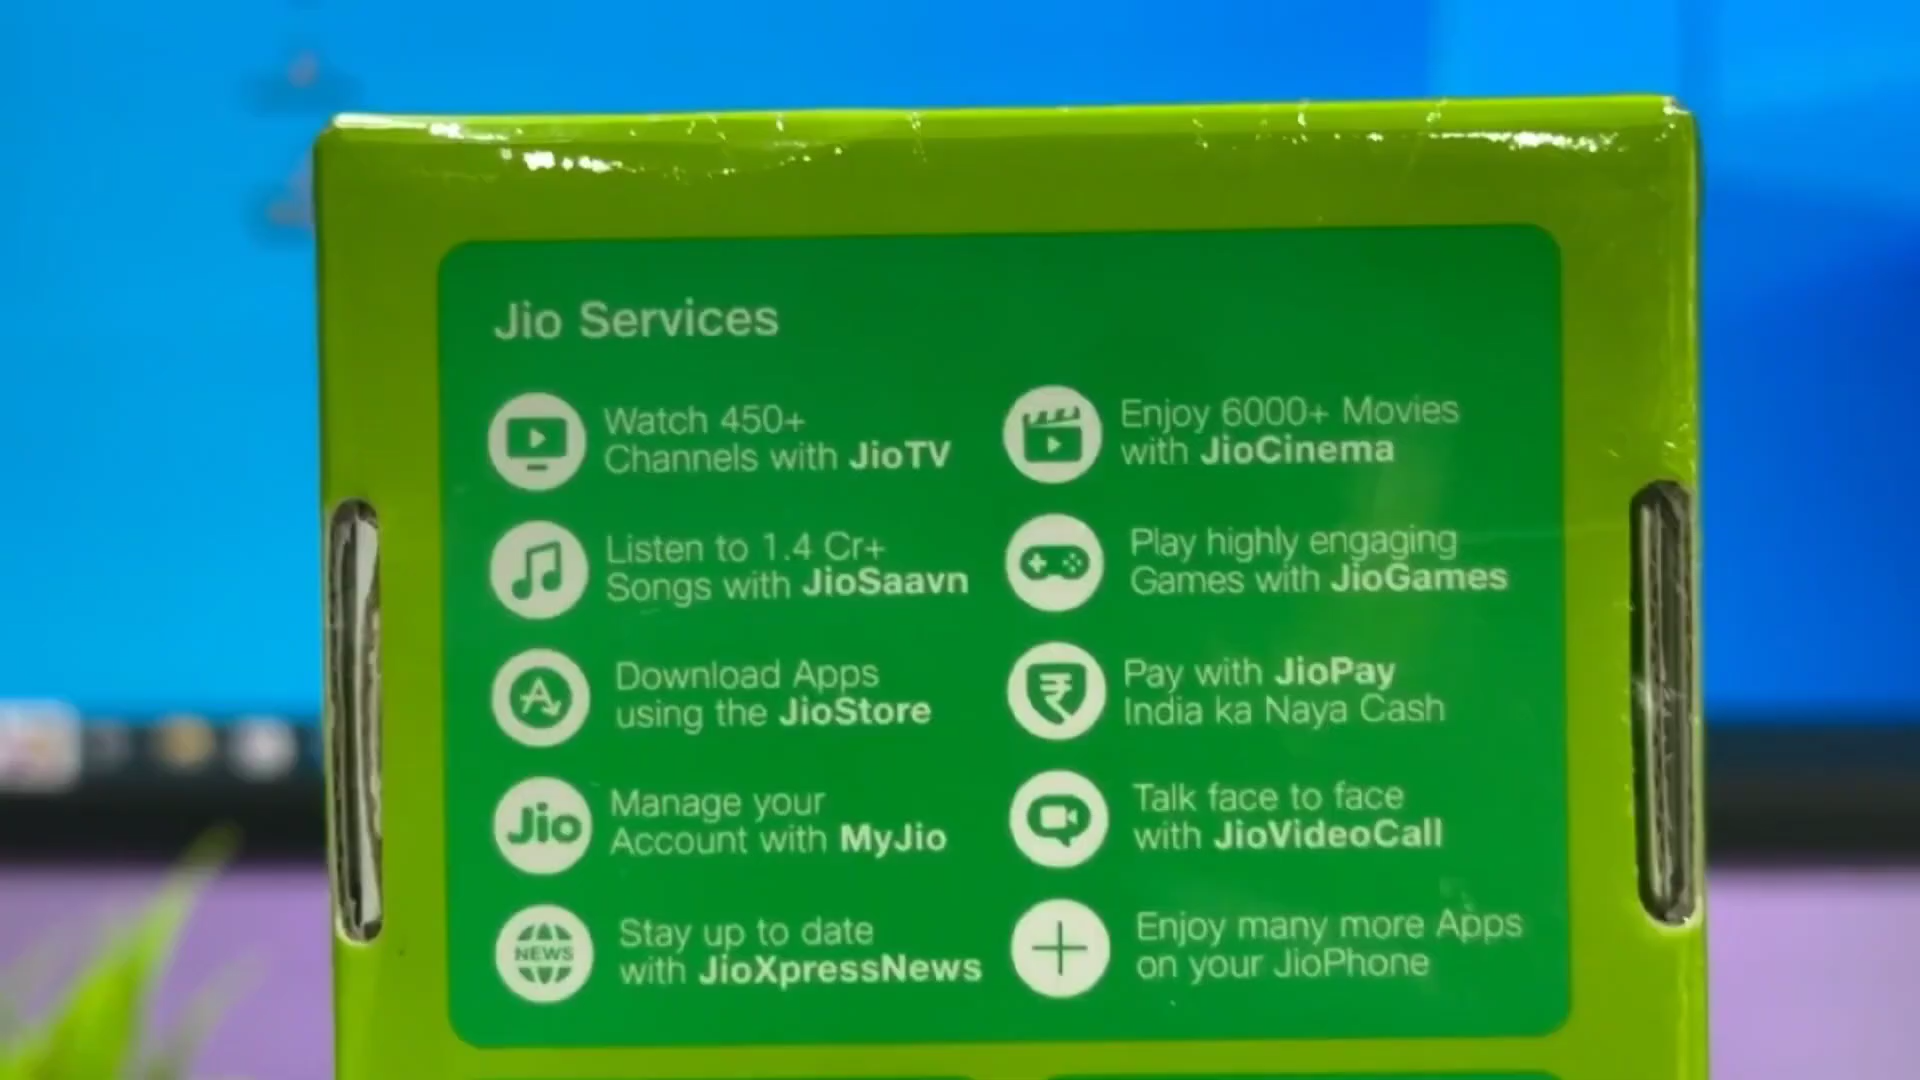 Jio Services
Watch 450+
Channels with JioTV
Enjoy 6000+ Movies
with JioCinema
Listen to 1.4 Cr+
Songs with JioSaavn
Play highly engaging
Games with JioGames
Download Apps
using the JioStore
Pay with JioPay
India ka Naya Cash
Jio
Manage your
Account with MyJio
Talk face to face
with JioVideoCall
NEWS
Stay up to date
with JioXpressNews
Enjoy many more Apps
on your JioPhone